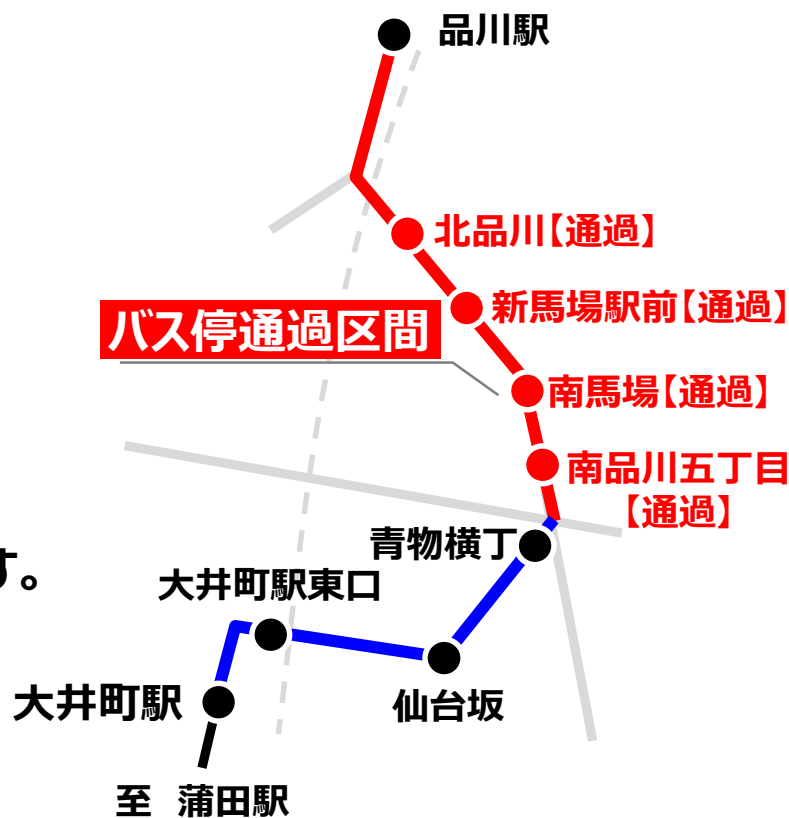 品川駅
北品川【通過】
新馬場駅前【通過】
バス停通過区間
南馬場【通過】
南品川五丁目
【通過】
青物横丁
す。
大井町駅東口
大井町駅
仙台坂
至 蒲田駅